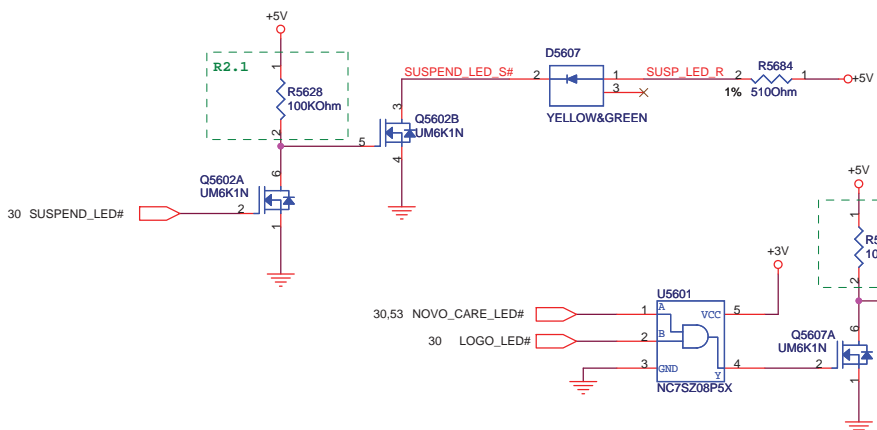 +5V
R2.1
1
R5628
100KOhm
2
SUSPEND_LED_S#
D5607
2
1
3
YELLOW&GREEN
SUSP_LED_R
R5684
2
1
1%
510Ohm
+5V
3
Q5602B
UM6K1N
5
4
6
Q5602A
UM6K1N
30 SUSPEND_LED#
2
1
+5V
1
2
+3V
U5601
30,53 NOVO_CARE_LED#
1
A
VCC
5
30 LOGO_LED#
2
B
3
GND
Y
4
NC7SZ08P5X
6
Q5607A
UM6K1N
2
1